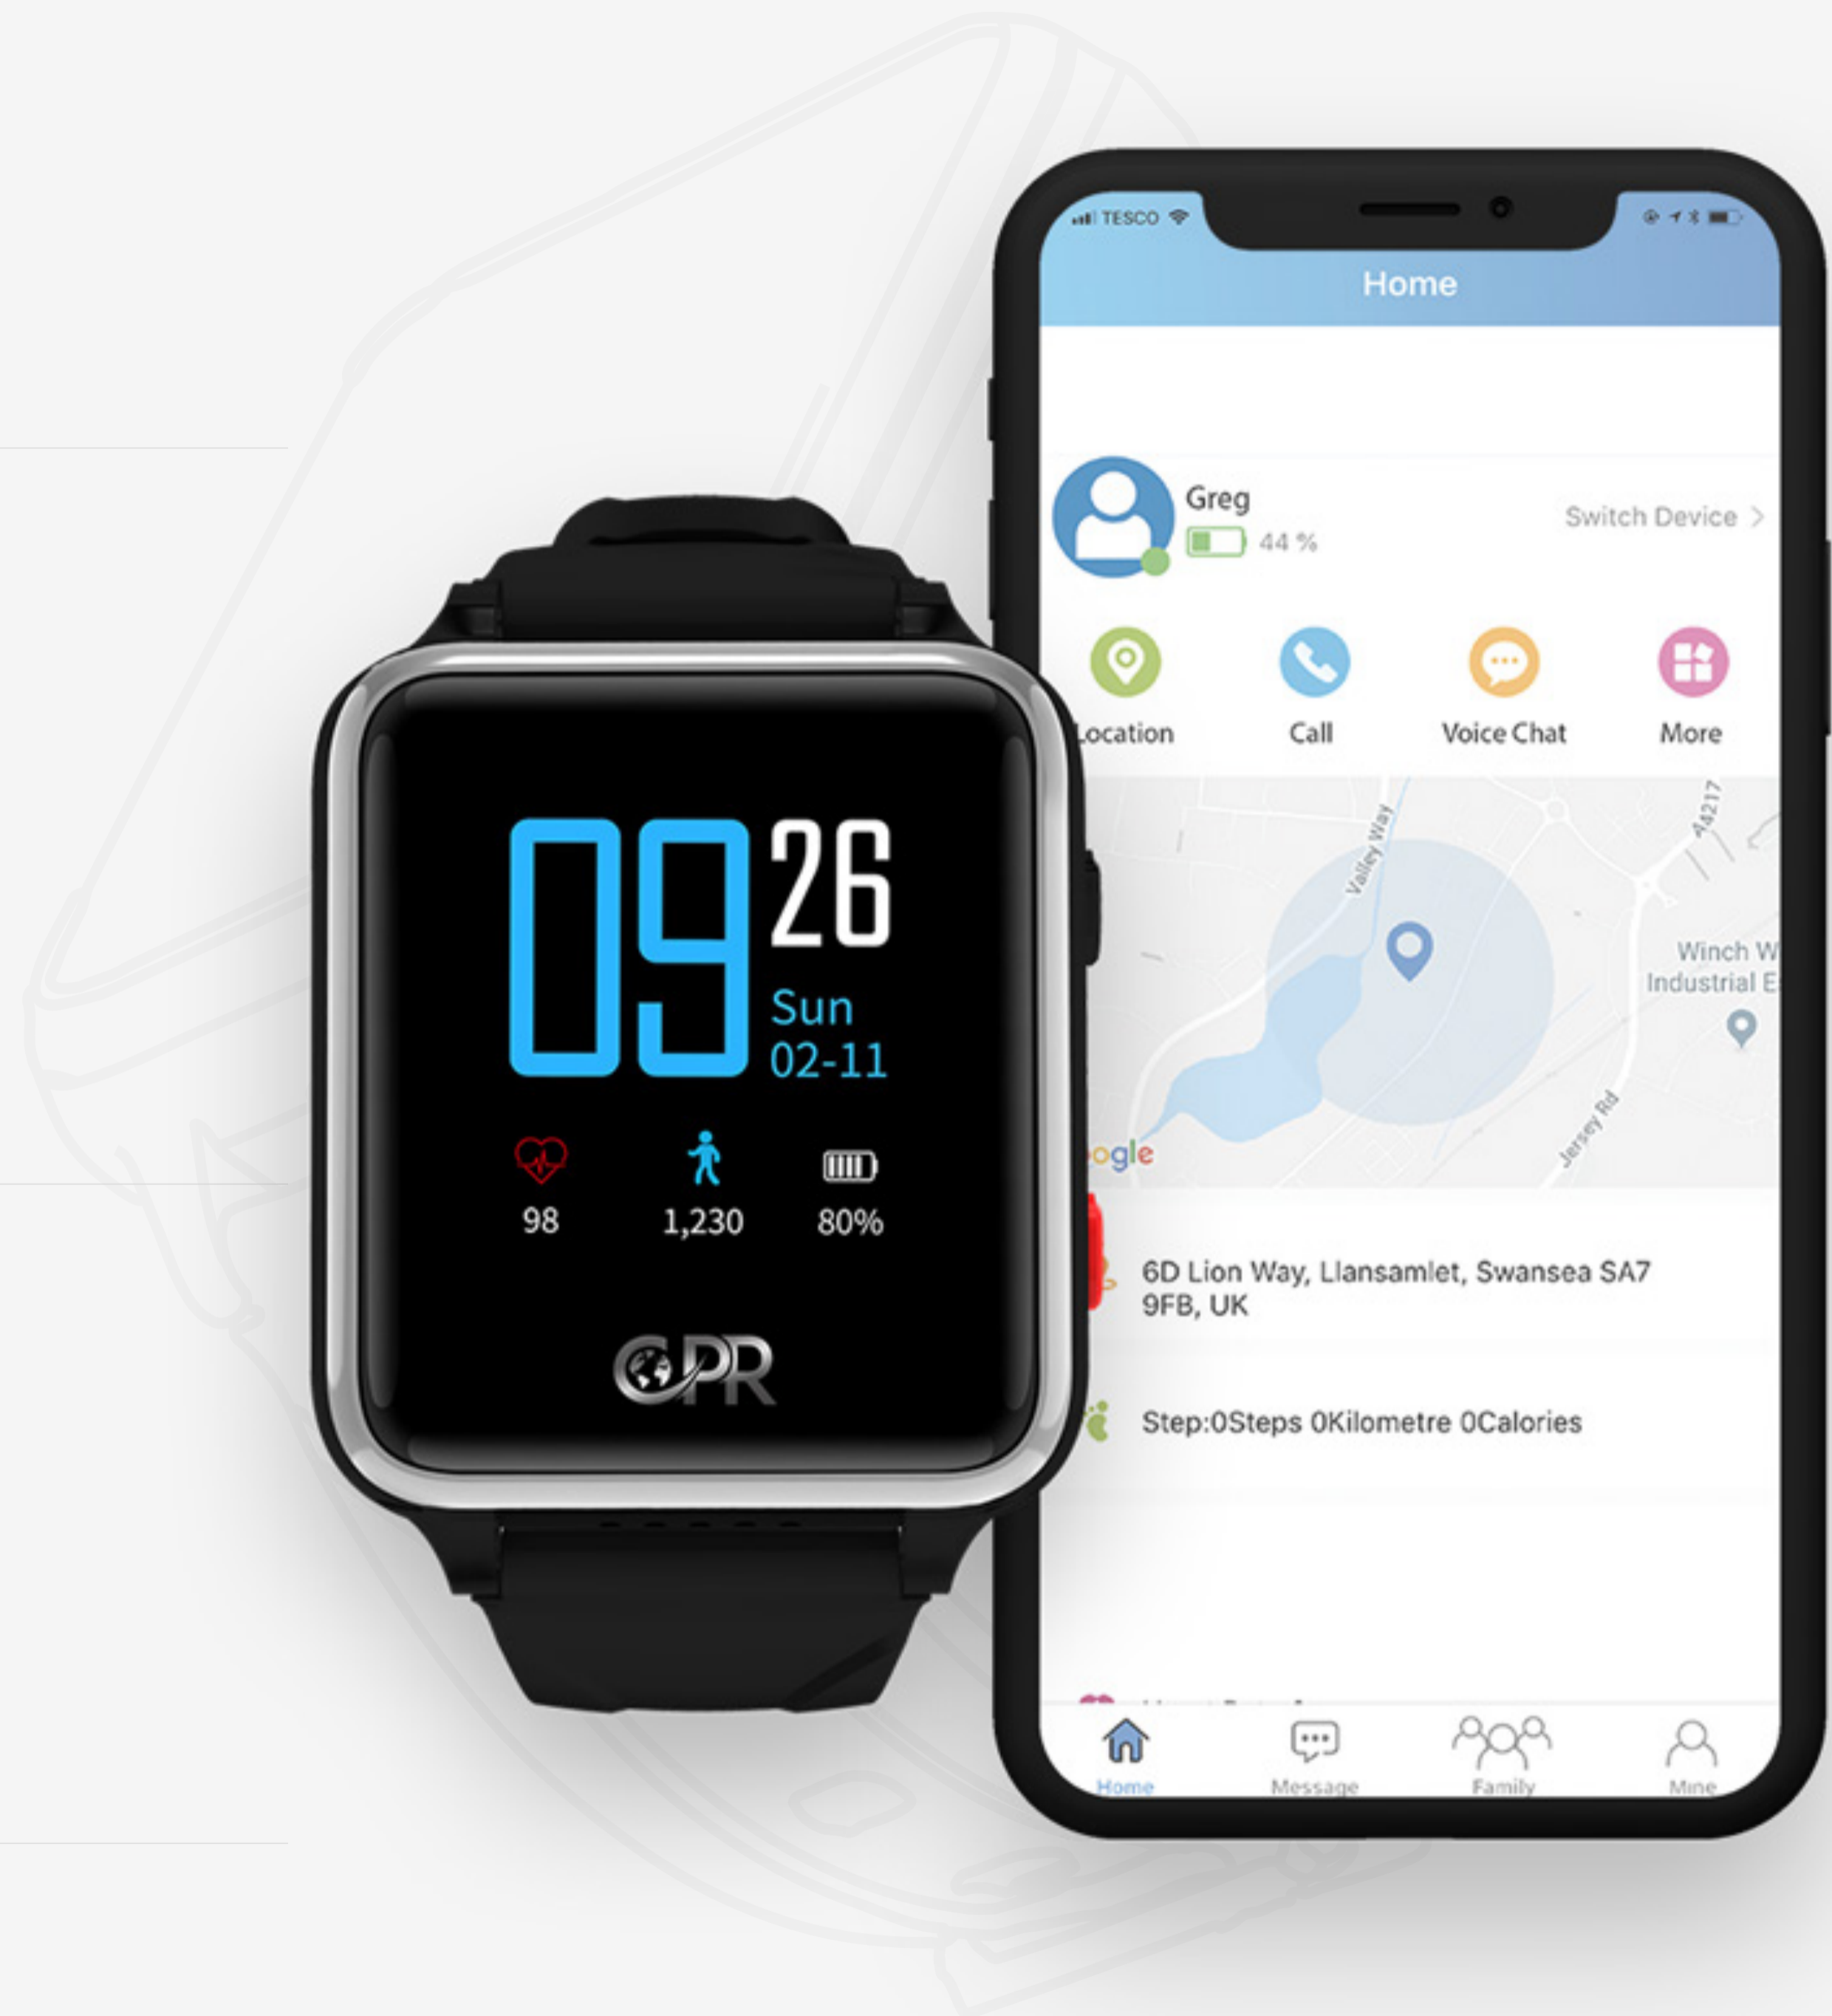 09 26
Sun
02-11
98 1,230 80%
CPR
TESCO
Home
Greg
44 % Switch Device >
Location Call Voice Chat More
Valley Way
A4217
Winch W
Industrial Es
Jersey Rd
ogle
6D Lion Way, Llansamlet, Swansea SA7
9FB, UK
Step:0Steps 0Kilometre 0Calories
Home Message Family Mine